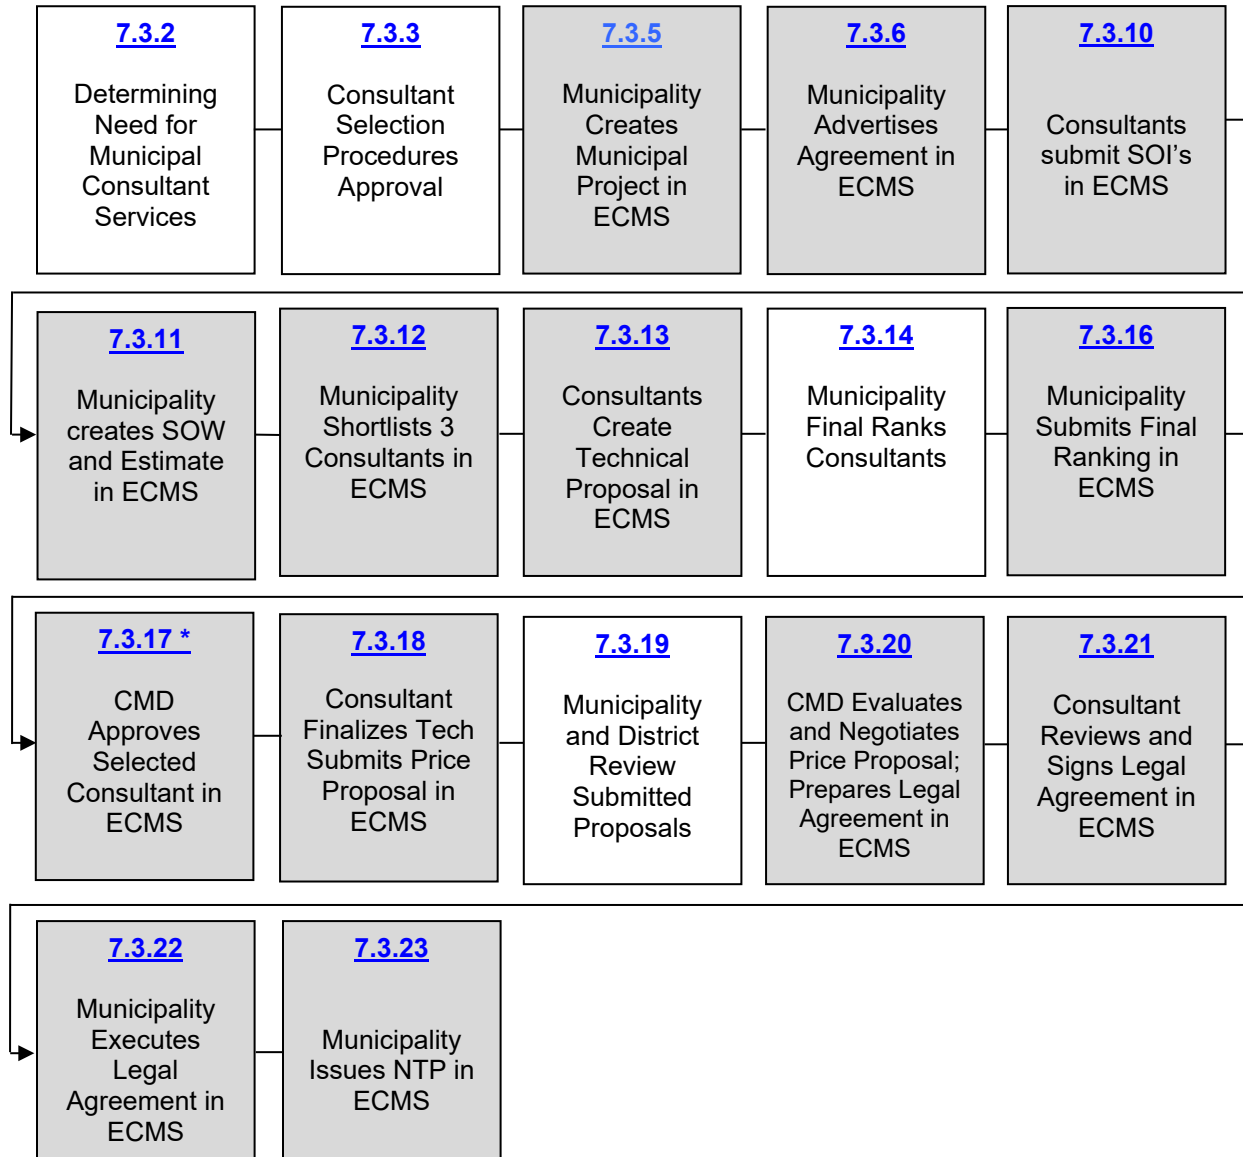 7.3.2
Determining
Need for
Municipal
Consultant
Services
7.3.3
Consultant
Selection
Procedures
Approval
7.3.5
Municipality
Creates
Municipal
Project in
ECMS
7.3.6
Municipality
Advertises
Agreement in
ECMS
7.3.10
Consultants
submit SOI’s
in ECMS
7.3.11
Municipality
creates SOW
and Estimate
in ECMS
7.3.12
Municipality
Shortlists 3
Consultants in
ECMS
7.3.13
Consultants
Create
Technical
Proposal in
ECMS
7.3.14
Municipality
Final Ranks
Consultants
7.3.16
Municipality
Submits Final
Ranking in
ECMS
7.3.17 *
CMD
Approves
Selected
Consultant in
ECMS
7.3.18
Consultant
Finalizes Tech
Submits Price
Proposal in
ECMS
7.3.19
Municipality
and District
Review
Submitted
Proposals
7.3.20
CMD Evaluates
and Negotiates
Price Proposal;
Prepares Legal
Agreement in
ECMS
7.3.21
Consultant
Reviews and
Signs Legal
Agreement in
ECMS
7.3.22
Municipality
Executes
Legal
Agreement in
ECMS
7.3.23
Municipality
Issues NTP in
ECMS